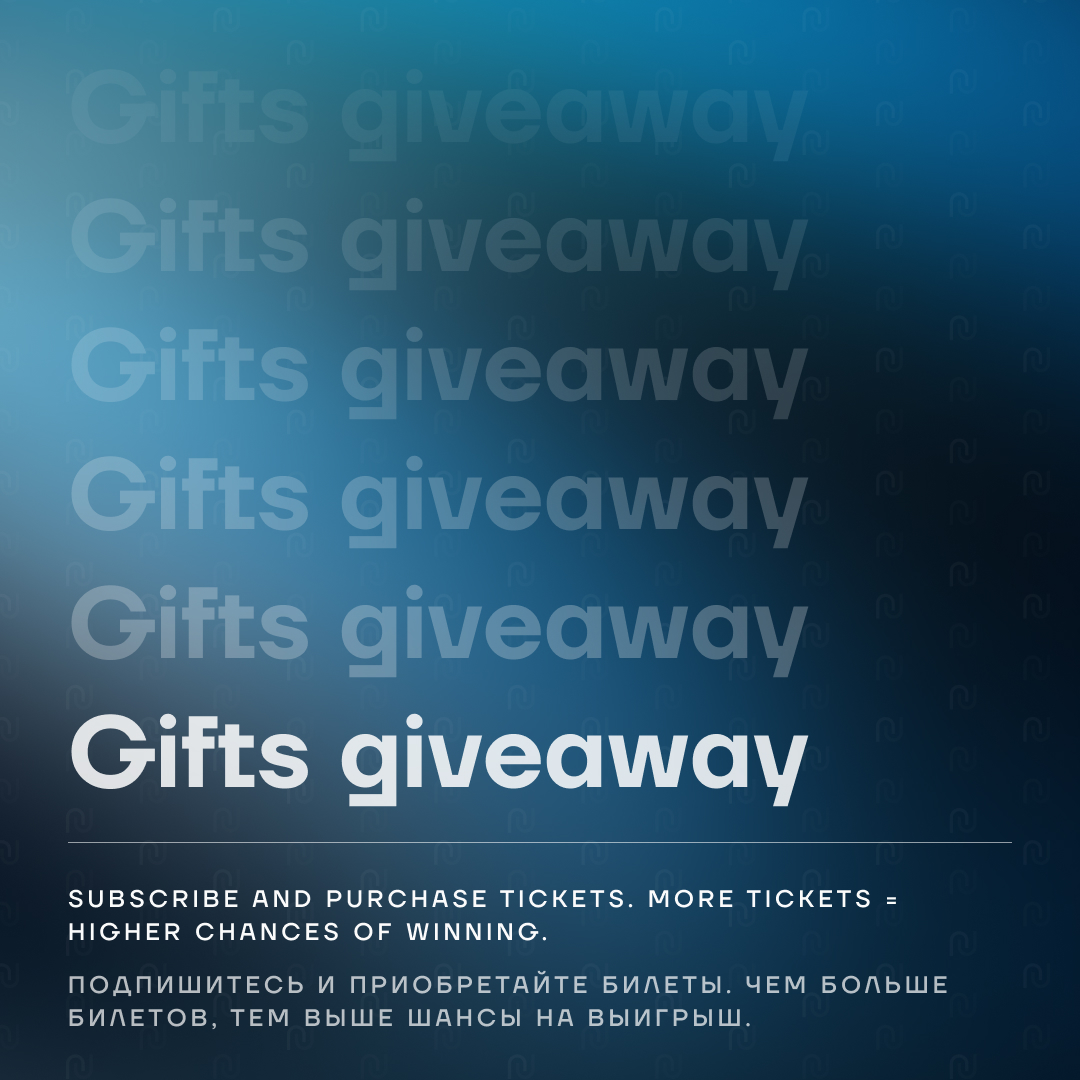 Gifts giveaway
Gifts giveaway
Gifts giveaway
Gifts giveaway
Gifts giveaway
Gifts giveaway
SUBSCRIBE AND PURCHASE TICKETS. MORE TICKETS =
HIGHER CHANCES OF WINNING.
ПОДПИШИТЕСЬ И ПРИОБРЕТАЙТЕ БИЛЕТЫ. ЧЕМ БОЛЬШЕ
БИЛЕТОВ, ТЕМ ВЫШЕ ШАНСЫ НА ВЫИГРЫШ.